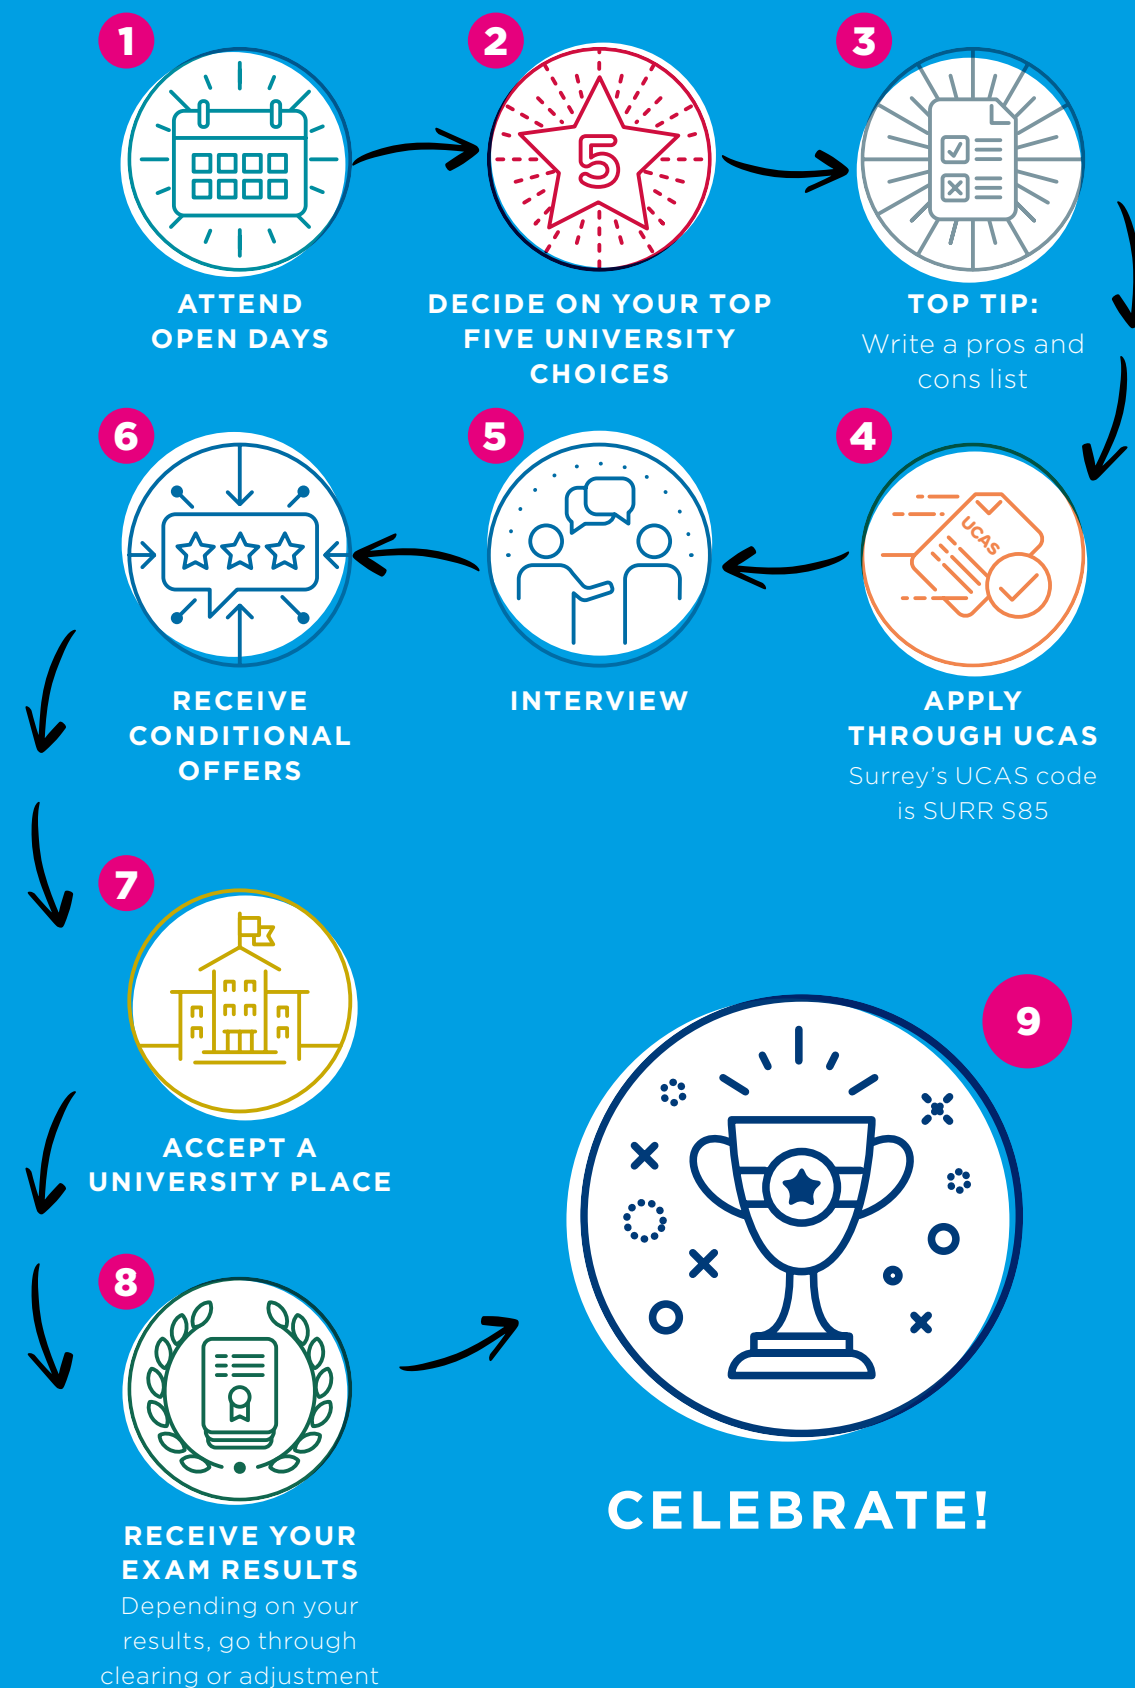 1
ATTEND
OPEN DAYS
2
5
DECIDE ON YOUR TOP
FIVE UNIVERSITY
CHOICES
3
TOP TIP:
Write a pros and
cons list
4
UCAS
APPLY
THROUGH UCAS
Surrey's UCAS code
is SURR S85
5
INTERVIEW
6
RECEIVE
CONDITIONAL
OFFERS
7
ACCEPT A
UNIVERSITY PLACE
8
RECEIVE YOUR
EXAM RESULTS
Depending on your
results, go through
clearing or adjustment
9
CELEBRATE!